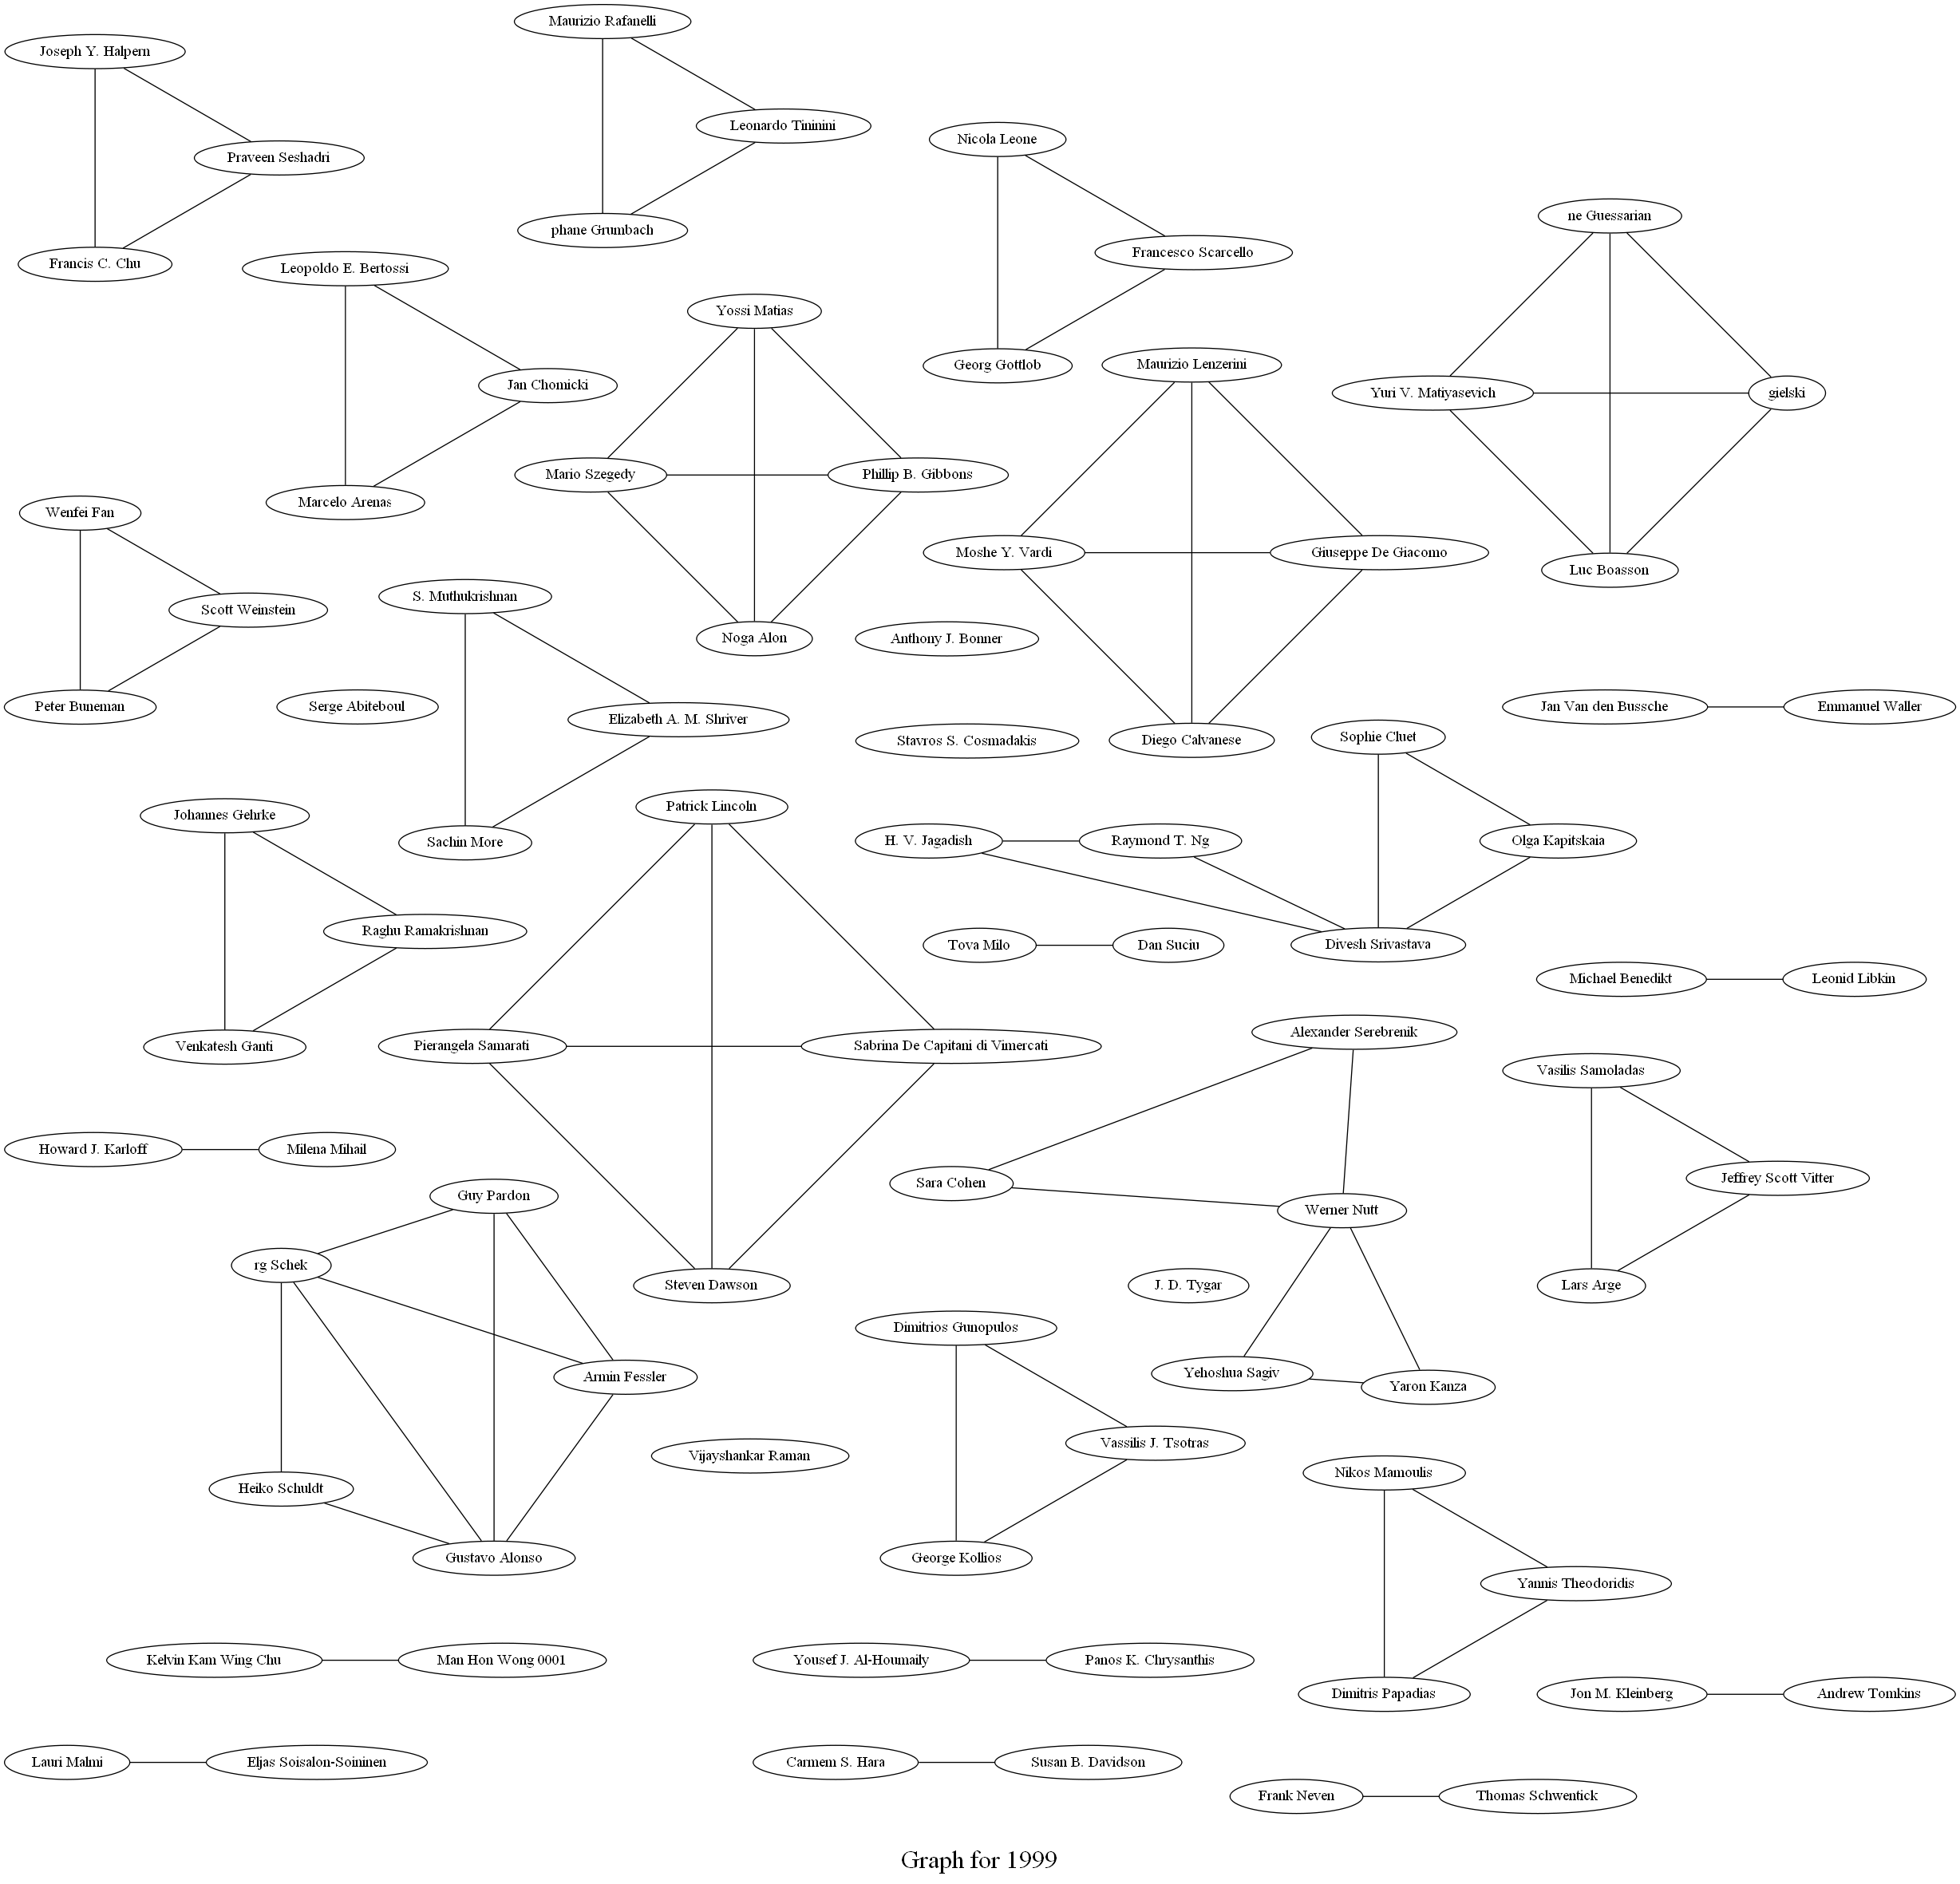 Maurizio Rafanelli
Joseph Y. Halpern
Leonardo Tininini
Nicola Leone
Praveen Seshadri
ne Guessarian
phane Grumbach
Francesco Scarcello
Francis C. Chu
Leopoldo E. Bertossi
Yossi Matias
Georg Gottlob
Maurizio Lenzerini
Jan Chomicki
Yuri V. Matiyasevich
gielski
Mario Szegedy
Phillip B. Gibbons
Marcelo Arenas
Wenfei Fan
Moshe Y. Vardi
Giuseppe De Giacomo
Luc Boasson
S. Muthukrishnan
Scott Weinstein
Noga Alon
Anthony J. Bonner
Peter Buneman
Serge Abiteboul
Elizabeth A. M. Shriver
Jan Van den Bussche
Emmanuel Waller
Stavros S. Cosmadakis
Diego Calvanese
Sophie Cluet
Patrick Lincoln
Johannes Gehrke
Sachin More
H. V. Jagadish
Raymond T. Ng
Olga Kapitskaia
Raghu Ramakrishnan
Tova Milo
Dan Suciu
Divesh Srivastava
Michael Benedikt
Leonid Libkin
Alexander Serebrenik
Venkatesh Ganti
Pierangela Samarati
Sabrina De Capitani di Vimercati
Vasilis Samoladas
Howard J. Karloff
Milena Mihail
Jeffrey Scott Vitter
Sara Cohen
Guy Pardon
Werner Nutt
rg Schek
Steven Dawson
J. D. Tygar
Lars Arge
Dimitrios Gunopulos
Armin Fessler
Yehoshua Sagiv
Yaron Kanza
Vassilis J. Tsotras
Vijayshankar Raman
Nikos Mamoulis
Heiko Schuldt
Gustavo Alonso
George Kollios
Yannis Theodoridis
Kelvin Kam Wing Chu
Man Hon Wong 0001
Yousef J. Al-Houmaily
Panos K. Chrysanthis
Dimitris Papadias
Jon M. Kleinberg
Andrew Tomkins
Lauri Malmi
Eljas Soisalon-Soininen
Carmem S. Hara
Susan B. Davidson
Frank Neven
Thomas Schwentick
Graph for 1999